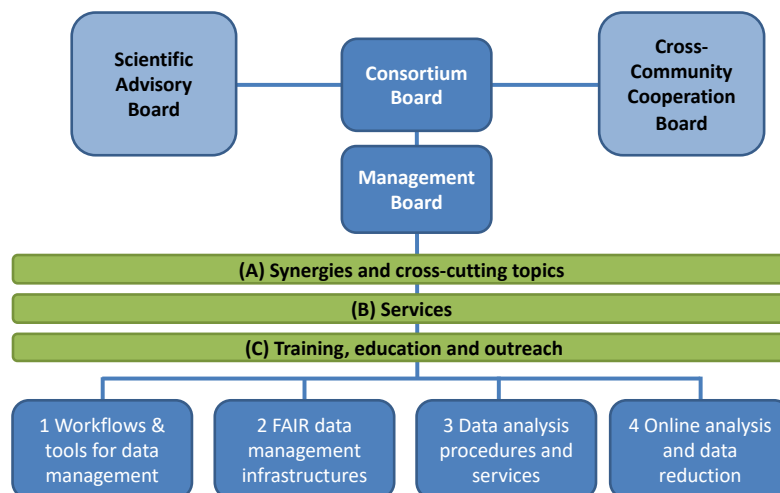 Scientific
Advisory
Board
Consortium
Board
Cross-
Community
Cooperation
Board
Management
Board
(A) Synergies and cross-cutting topics
(B) Services
(C) Training, education and outreach
1 Workflows &
tools for data
management
2 FAIR data
management
infrastructures
3 Data analysis
procedures and
services
4 Online analysis
and data
reduction